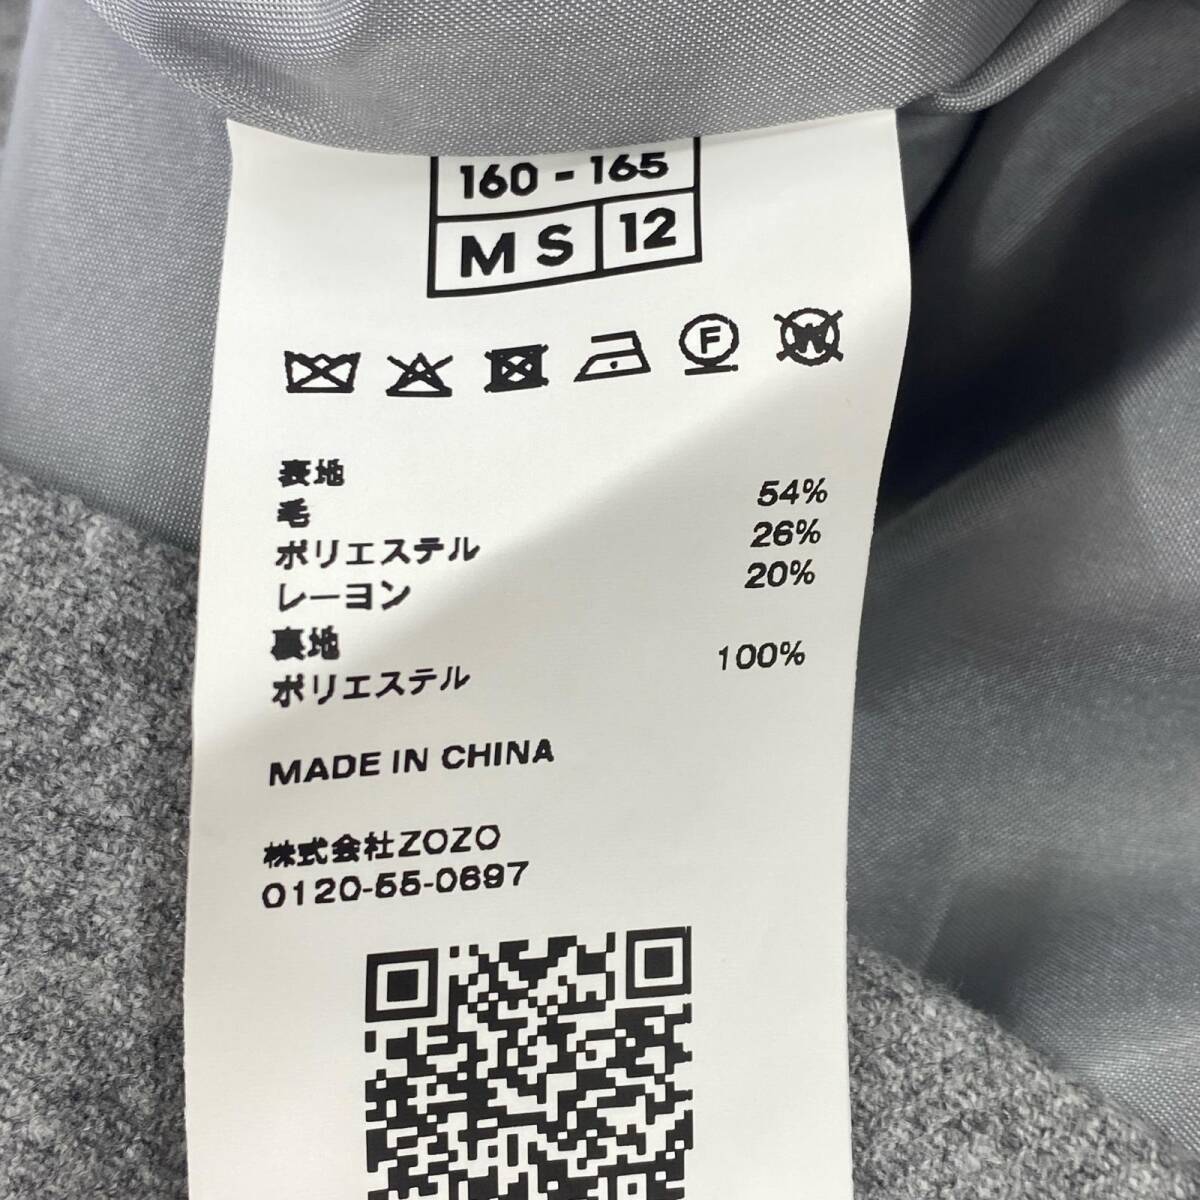 160 - 165
M S 12
F W
表地
毛 54%
ポリエステル 26%
レーヨン 20%
裏地
ポリエステル 100%
MADE IN CHINA
株式会社ZOZO
0120-55-0697